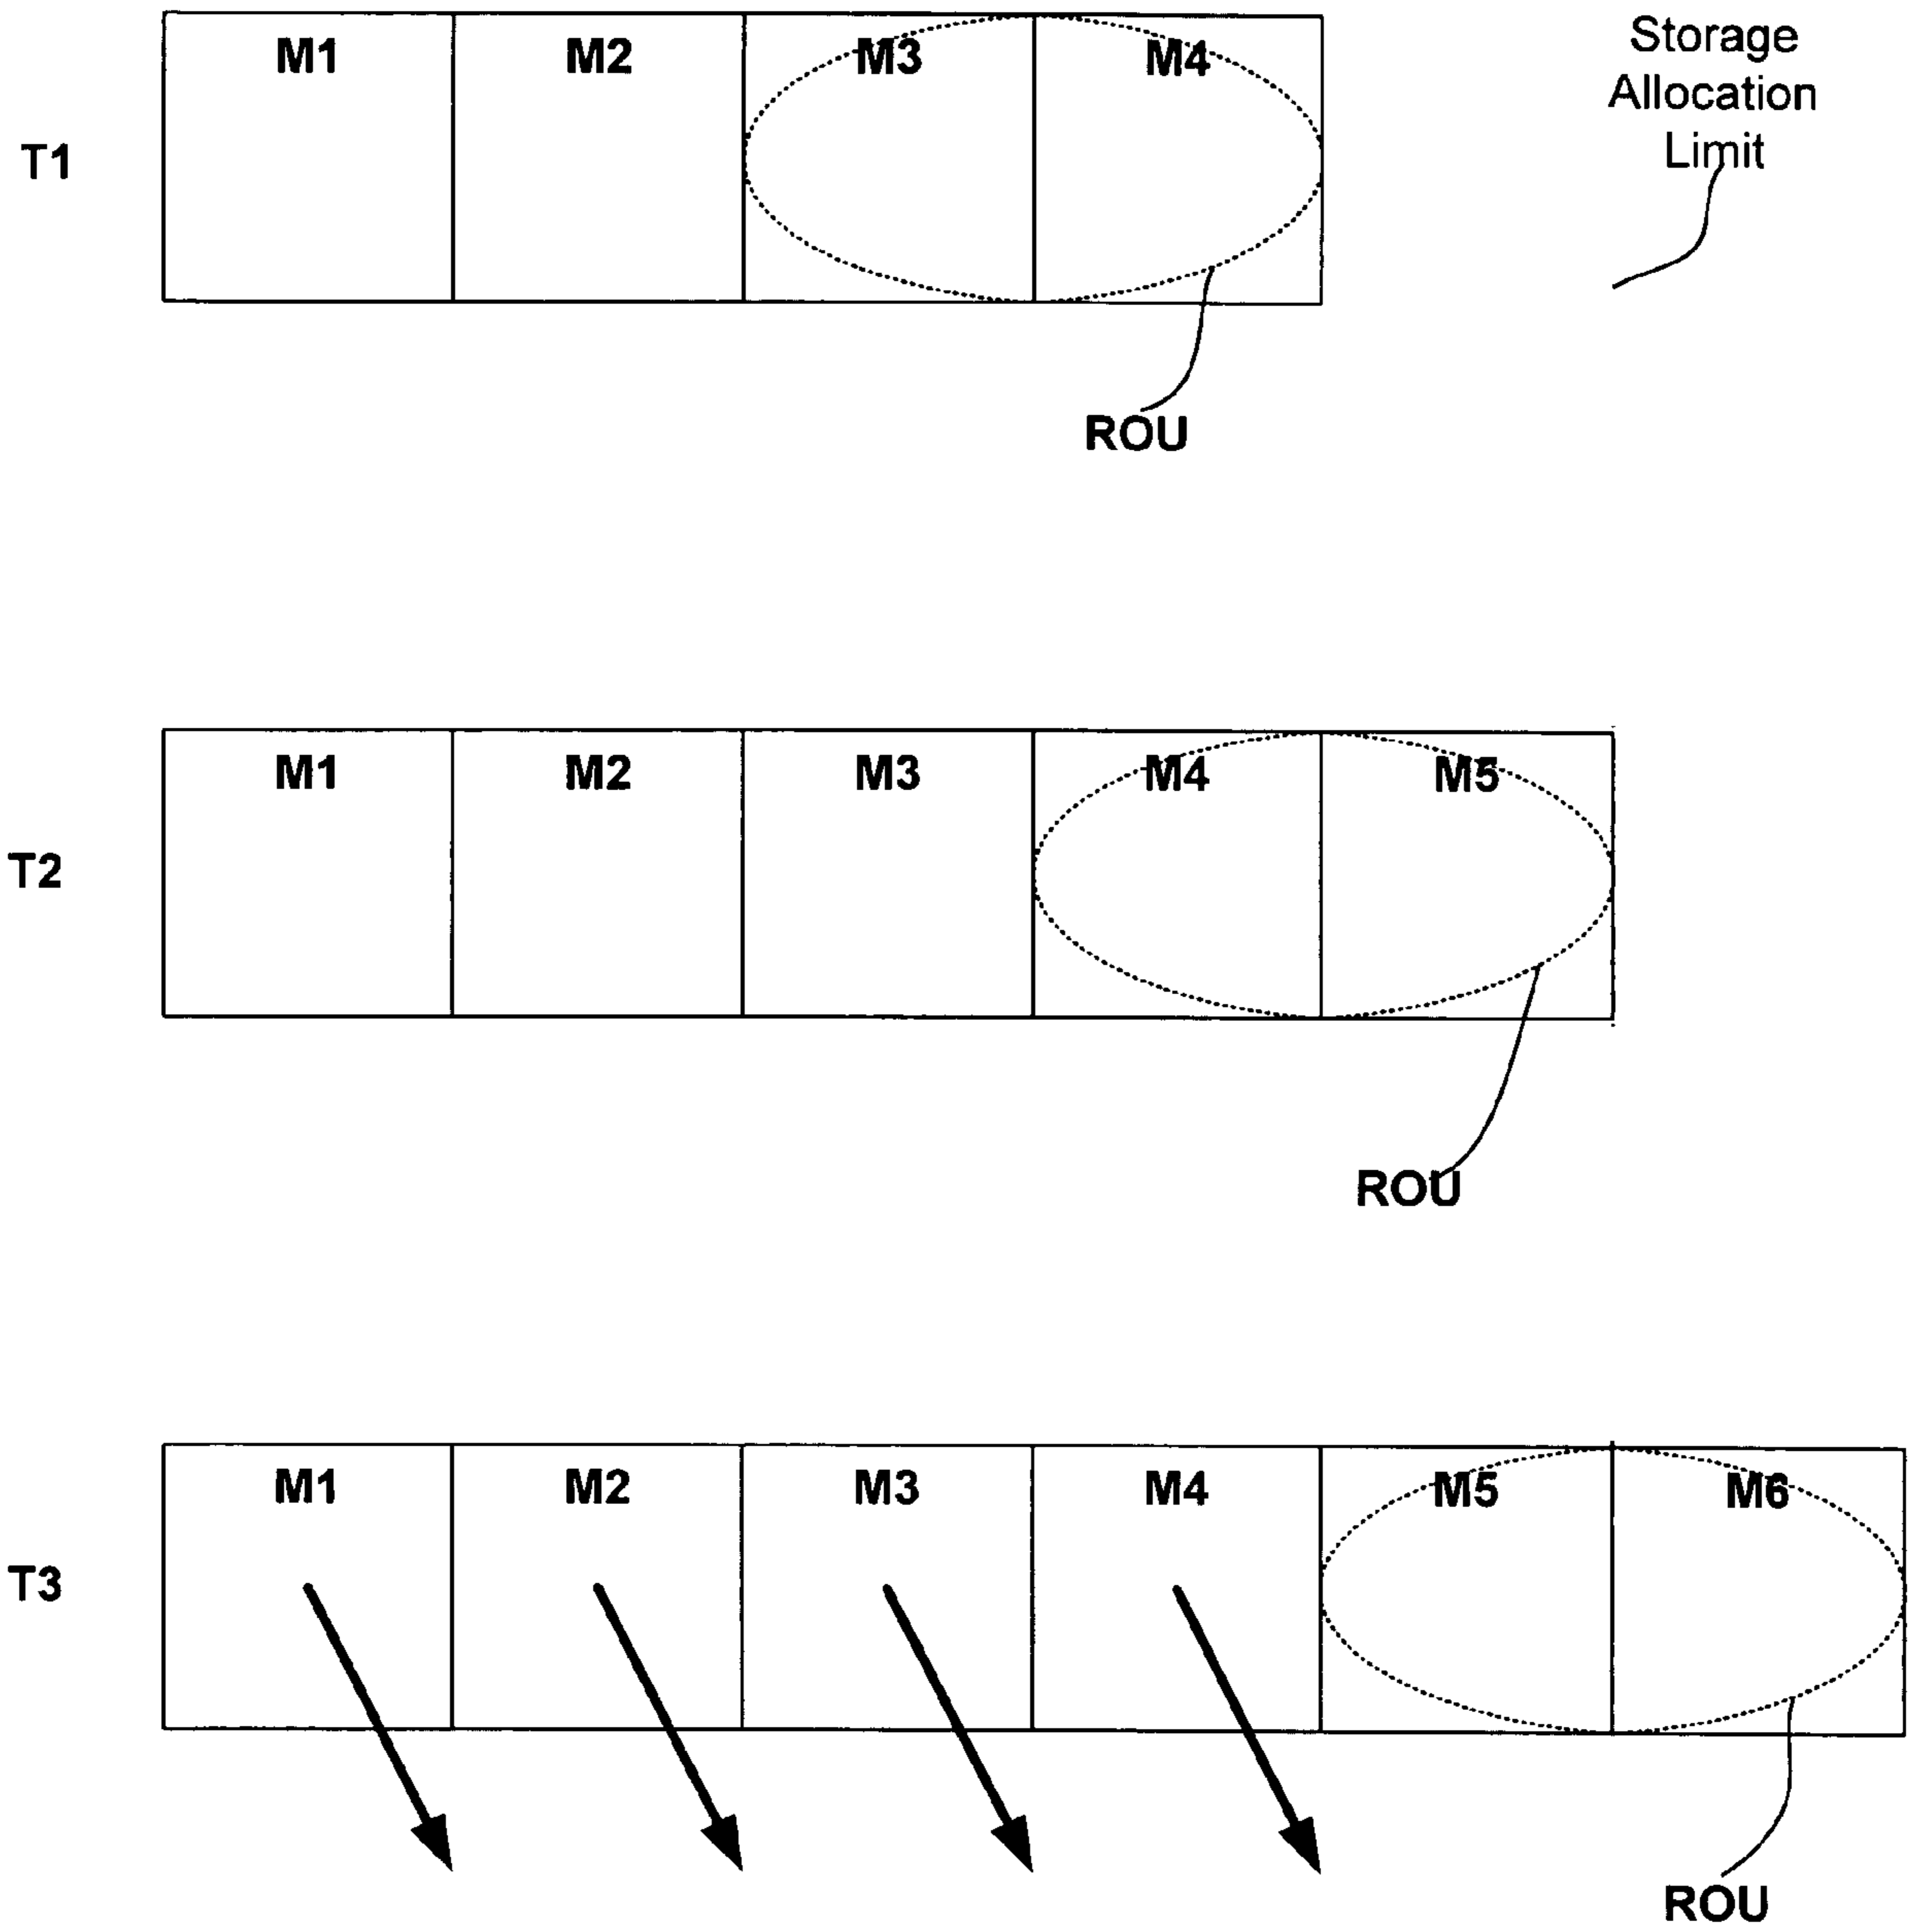 M1 M2 M3 M4
Storage
Allocation
Limit
T1
ROU
M1 M2 M3 M4 M5
T2
ROU
M1 M2 M3 M4 M5 M6
T3
ROU